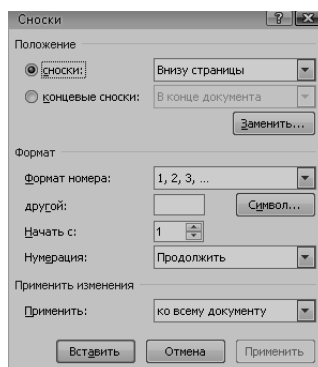 Сноски
Положение
сноски: Внизу страницы
концевые сноски: В конце документа
Заменить...
Формат
Формат номера: 1, 2, 3, ...
другой: Символ...
Начать с: 1
Нумерация: Продолжить
Применить изменения
Применить: ко всему документу
Вставить Отмена Применить